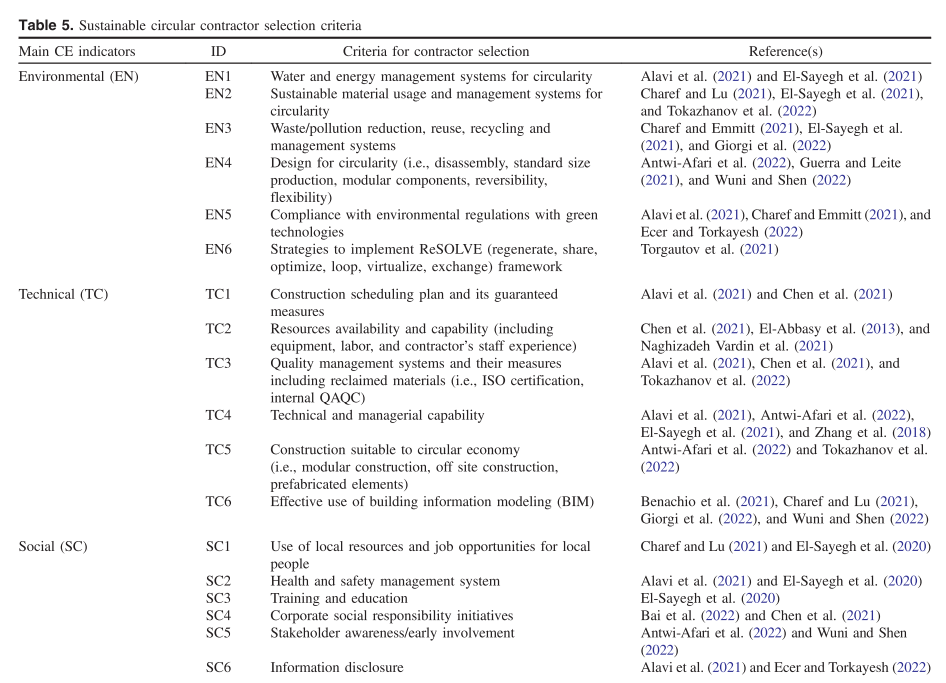 Table 5. Sustainable circular contractor selection criteria
Main CE indicators ID Criteria for contractor selection Reference(s)
Environmental (EN) EN1 Water and energy management systems for circularity Alavi et al. (2021) and El-Sayegh et al. (2021)
EN2 Sustainable material usage and management systems for Charef and Lu (2021), El-Sayegh et al. (2021),
circularity and Tokazhanov et al. (2022)
EN3 Waste/pollution reduction, reuse, recycling and Charef and Emmitt (2021), El-Sayegh et al.
management systems (2021), and Giorgi et al. (2022)
EN4 Design for circularity (i.e., disassembly, standard size Antwi-Afari et al. (2022), Guerra and Leite
production, modular components, reversibility, (2021), and Wuni and Shen (2022)
flexibility)
EN5 Compliance with environmental regulations with green Alavi et al. (2021), Charef and Emmitt (2021), and
technologies Ecer and Torkayesh (2022)
EN6 Strategies to implement ReSOLVE (regenerate, share, Torgautov et al. (2021)
optimize, loop, virtualize, exchange) framework
Technical (TC) TC1 Construction scheduling plan and its guaranteed Alavi et al. (2021) and Chen et al. (2021)
measures
TC2 Resources availability and capability (including Chen et al. (2021), El-Abbasy et al. (2013), and
equipment, labor, and contractor's staff experience) Naghizadeh Vardin et al. (2021)
TC3 Quality management systems and their measures Alavi et al. (2021), Chen et al. (2021), and
including reclaimed materials (i.e., ISO certification, Tokazhanov et al. (2022)
internal QAQC)
TC4 Technical and managerial capability Alavi et al. (2021), Antwi-Afari et al. (2022),
El-Sayegh et al. (2021), and Zhang et al. (2018)
TC5 Construction suitable to circular economy Antwi-Afari et al. (2022) and Tokazhanov et al.
(i.e., modular construction, off site construction, (2022)
prefabricated elements)
TC6 Effective use of building information modeling (BIM) Benachio et al. (2021), Charef and Lu (2021),
Giorgi et al. (2022), and Wuni and Shen (2022)
Social (SC) SC1 Use of local resources and job opportunities for local Charef and Lu (2021) and El-Sayegh et al. (2020)
people
SC2 Health and safety management system Alavi et al. (2021) and El-Sayegh et al. (2020)
SC3 Training and education El-Sayegh et al. (2020)
SC4 Corporate social responsibility initiatives Bai et al. (2022) and Chen et al. (2021)
SC5 Stakeholder awareness/early involvement Antwi-Afari et al. (2022) and Wuni and Shen
(2022)
SC6 Information disclosure Alavi et al. (2021) and Ecer and Torkayesh (2022)